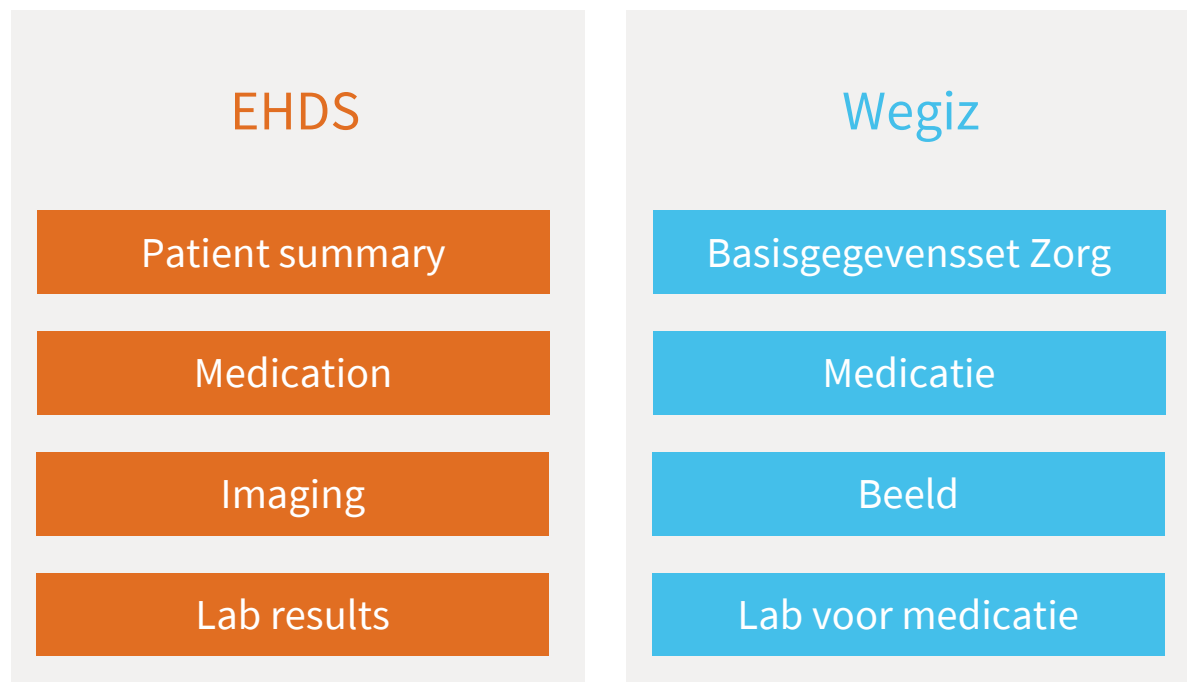 EHDS
Patient summary
Medication
Imaging
Lab results
Wegiz
Basisgegevensset Zorg
Medicatie
Beeld
Lab voor medicatie